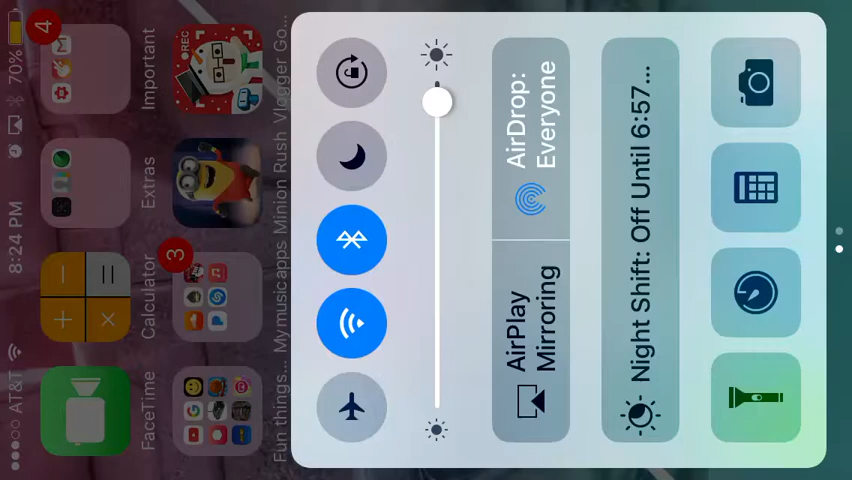 AT&T
8:24 PM
70%
4
FaceTime
Calculator
Extras
Important
3
REC
Fun things...
Mymusicapps
Minion Rush
Vlogger Go...
AirPlay
Mirroring
AirDrop:
Everyone
Night Shift: Off Until 6:57...